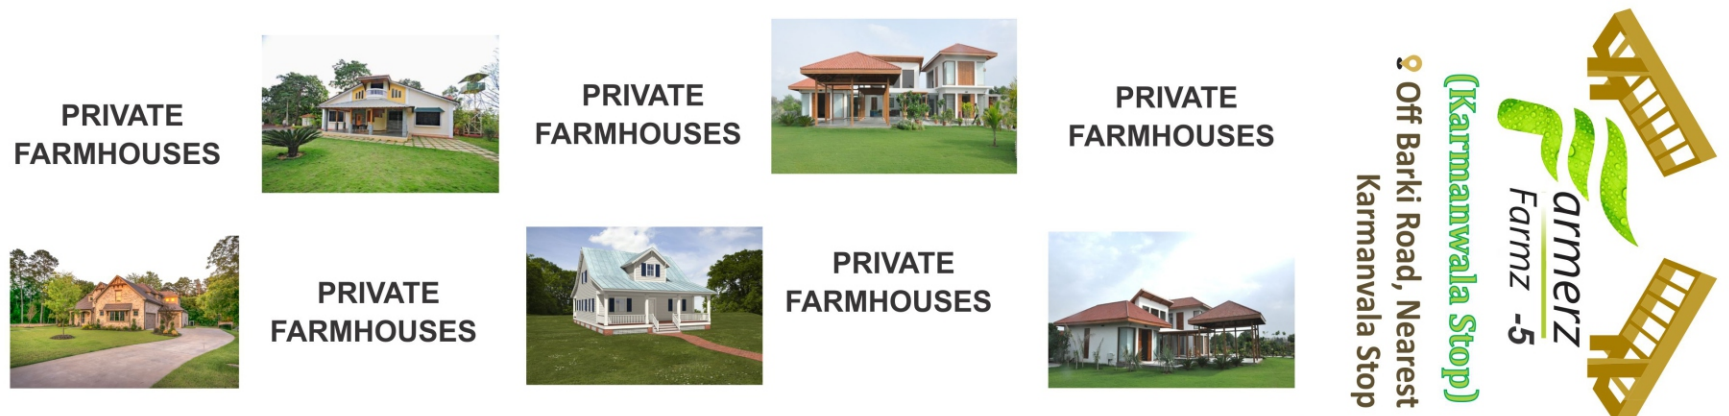 PRIVATE
FARMHOUSES
PRIVATE
FARMHOUSES
PRIVATE
FARMHOUSES
PRIVATE
FARMHOUSES
PRIVATE
FARMHOUSES
armerz
Farmz -5
(Karmanwala Stop)
Off Barki Road, Nearest
Karmanvala Stop